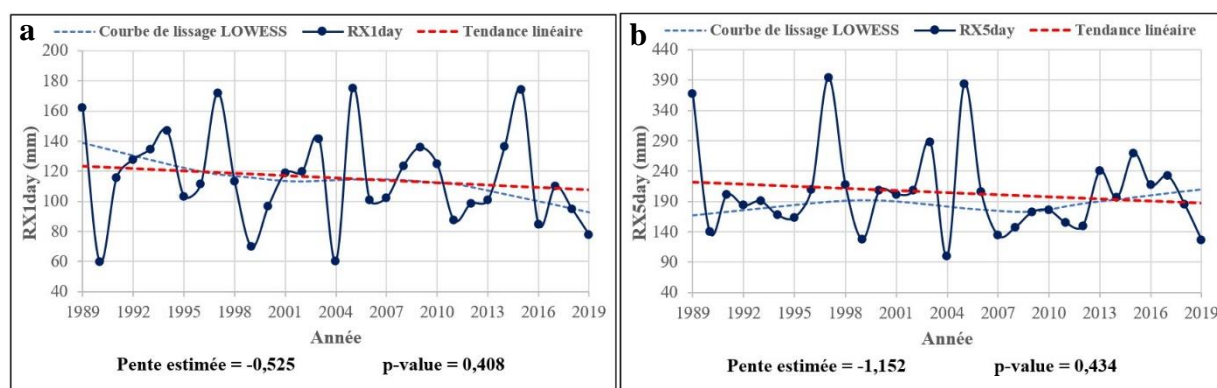 a
Courbe de lissage LOWESS RX1day Tendance linéaire
200
180
160
140
120
100
80
60
40
RX1day (mm)
1989 1992 1995 1998 2001 2004 2007 2010 2013 2016 2019
Année
Pente estimée = -0,525 p-value = 0,408
b
Courbe de lissage LOWESS RX5day Tendance linéaire
440
390
340
290
240
190
140
90
40
RX5day (mm)
1989 1992 1995 1998 2001 2004 2007 2010 2013 2016 2019
Année
Pente estimée = -1,152 p-value = 0,434